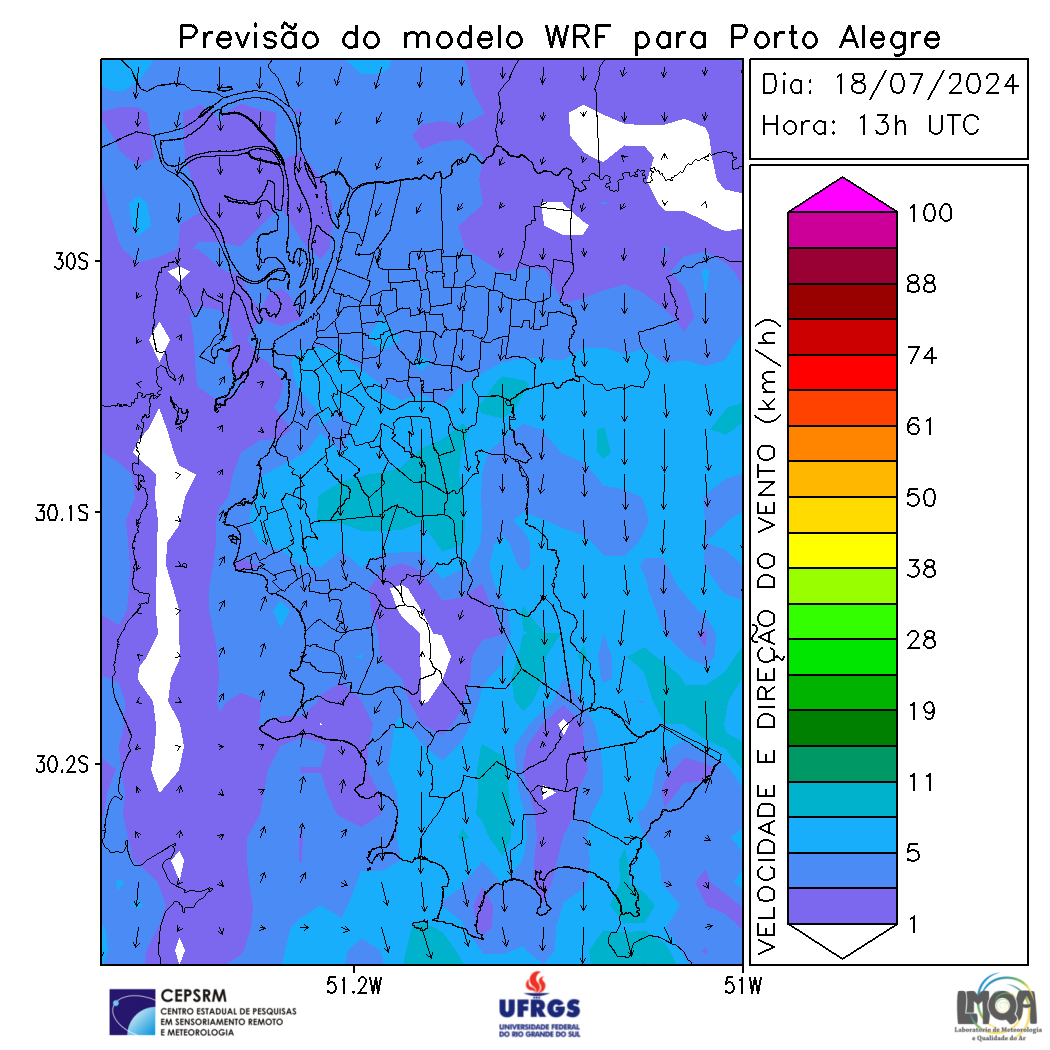 Previsão do modelo WRF para Porto Alegre
Dia: 18/07/2024
Hora: 13h UTC
30S
30.1S
30.2S
51.2W
51W
VELOCIDADE E DIREÇÃO DO VENTO (km/h)
100
88
74
61
50
38
28
19
11
5
1
CEPSRM
CENTRO ESTADUAL DE PESQUISAS
EM SENSORIAMENTO REMOTO
E METEOROLOGIA
UFRGS
UNIVERSIDADE FEDERAL
DO RIO GRANDE DO SUL
LMQA
Laboratório de Meteorologia
e Qualidade do Ar